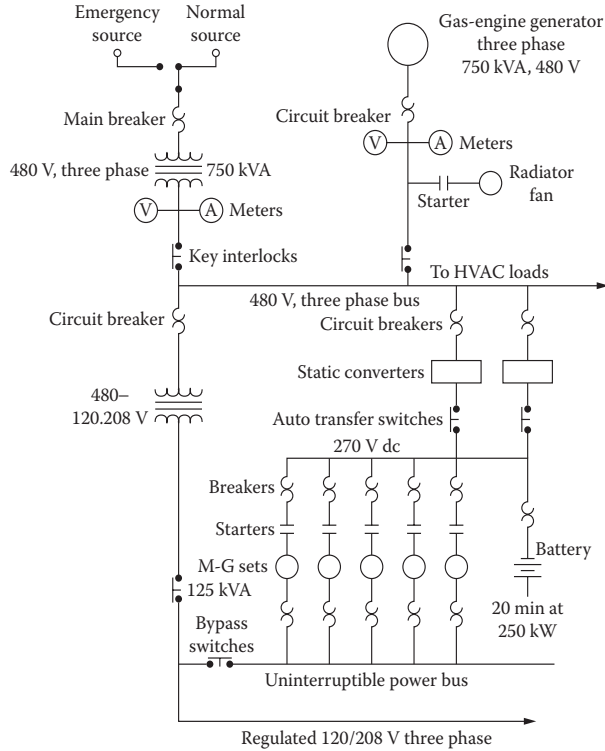 Emergency
source
Normal
source
Gas-engine generator
three phase
750 kVA, 480 V
Main breaker
Circuit breaker
V
A
Meters
480 V, three phase
750 kVA
Radiator
fan
Starter
V
A
Meters
Key interlocks
To HVAC loads
480 V, three phase bus
Circuit breaker
Circuit breakers
Static converters
480–
120.208 V
Auto transfer switches
270 V dc
Breakers
Starters
Battery
M-G sets
125 kVA
20 min at
250 kW
Bypass
switches
Uninterruptible power bus
Regulated 120/208 V three phase